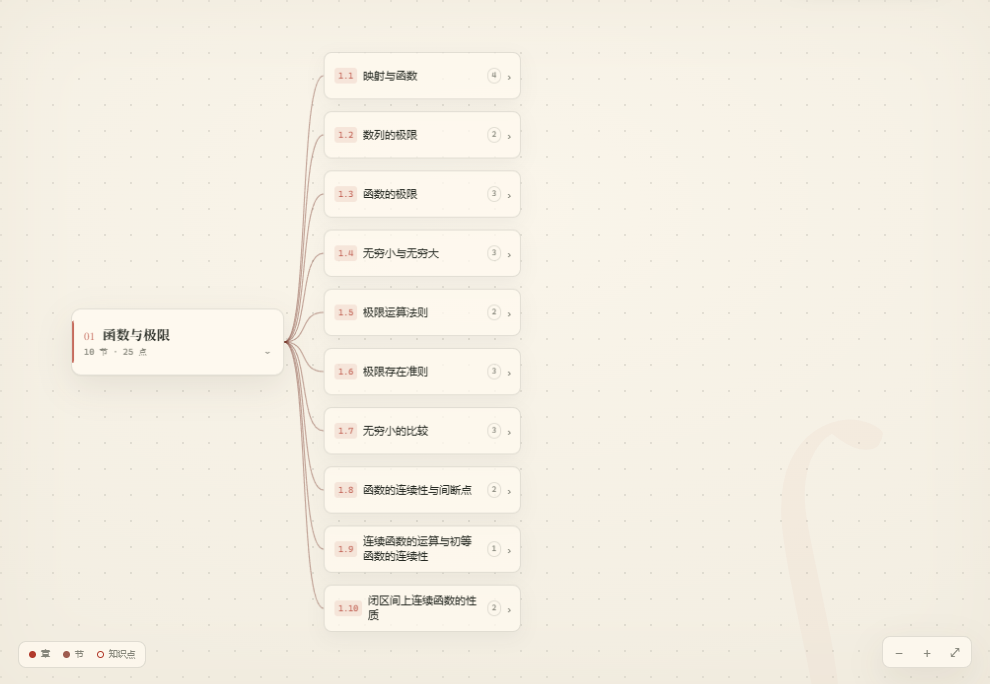 1.1 映射与函数 4 ›
1.2 数列的极限 2 ›
1.3 函数的极限 3 ›
1.4 无穷小与无穷大 3 ›
1.5 极限运算法则 2 ›
01 函数与极限
10 节 · 25 点 −
1.6 极限存在准则 3 ›
1.7 无穷小的比较 3 ›
1.8 函数的连续性与间断点 2 ›
1.9 连续函数的运算与初等
函数的连续性 1 ›
1.10 闭区间上连续函数的性
质 2 ›
章 节 知识点
− + ⤢